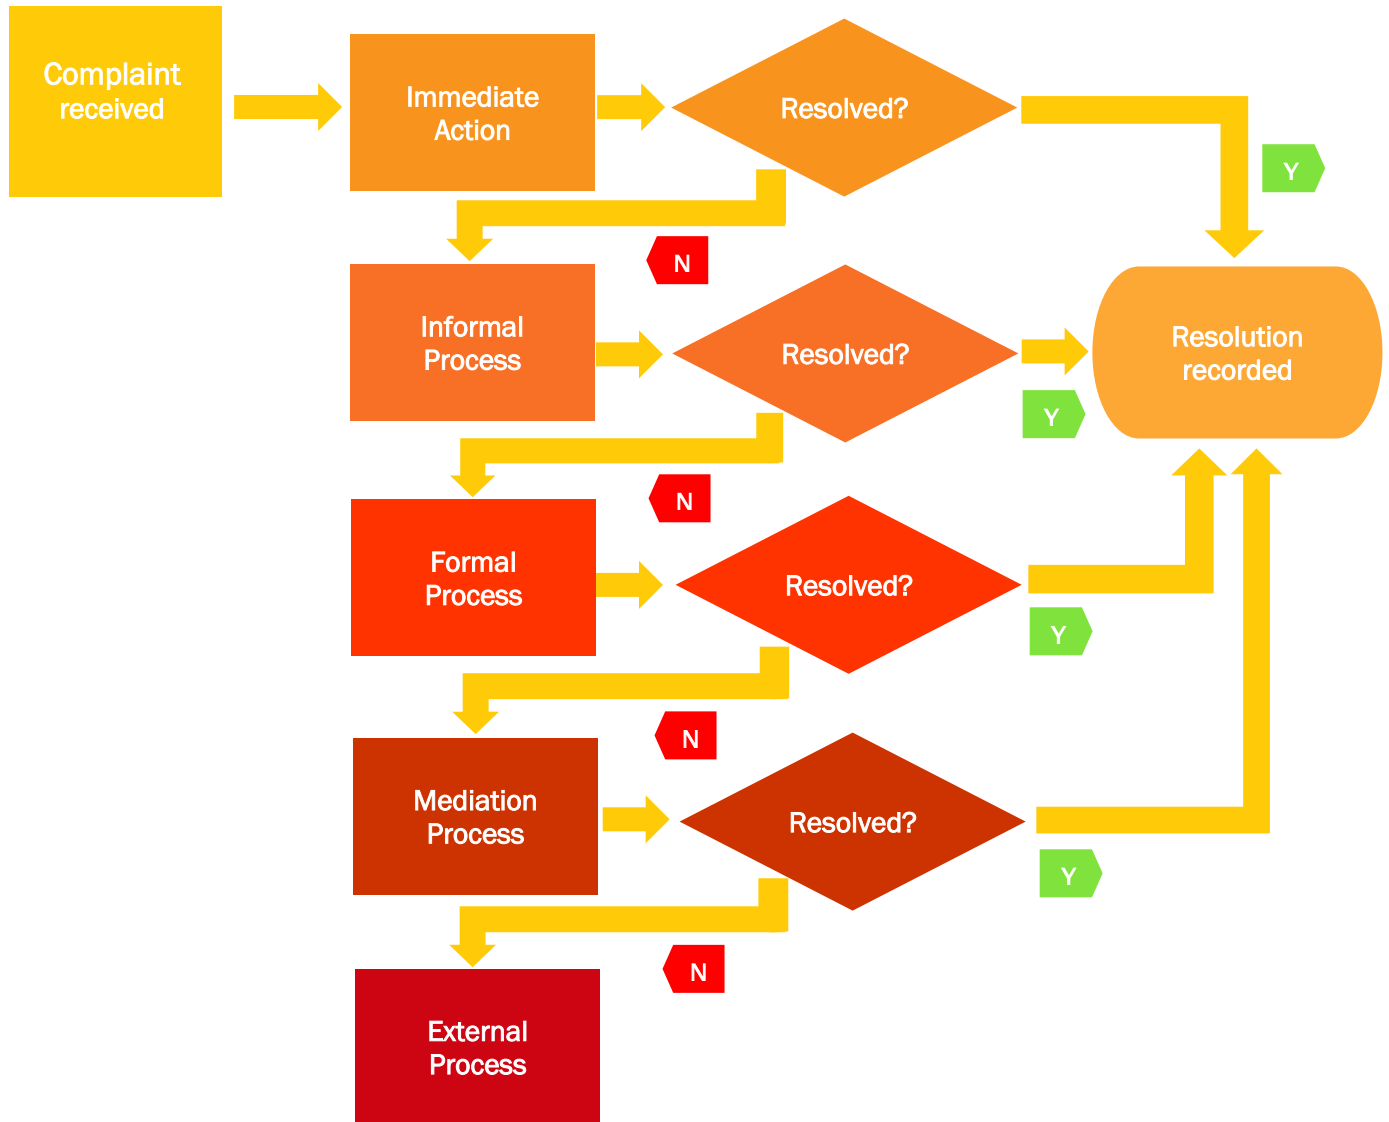 Complaint
received
Immediate
Action
Resolved?
Y
N
Informal
Process
Resolved?
Y
Resolution
recorded
N
Formal
Process
Resolved?
Y
N
Mediation
Process
Resolved?
Y
N
External
Process